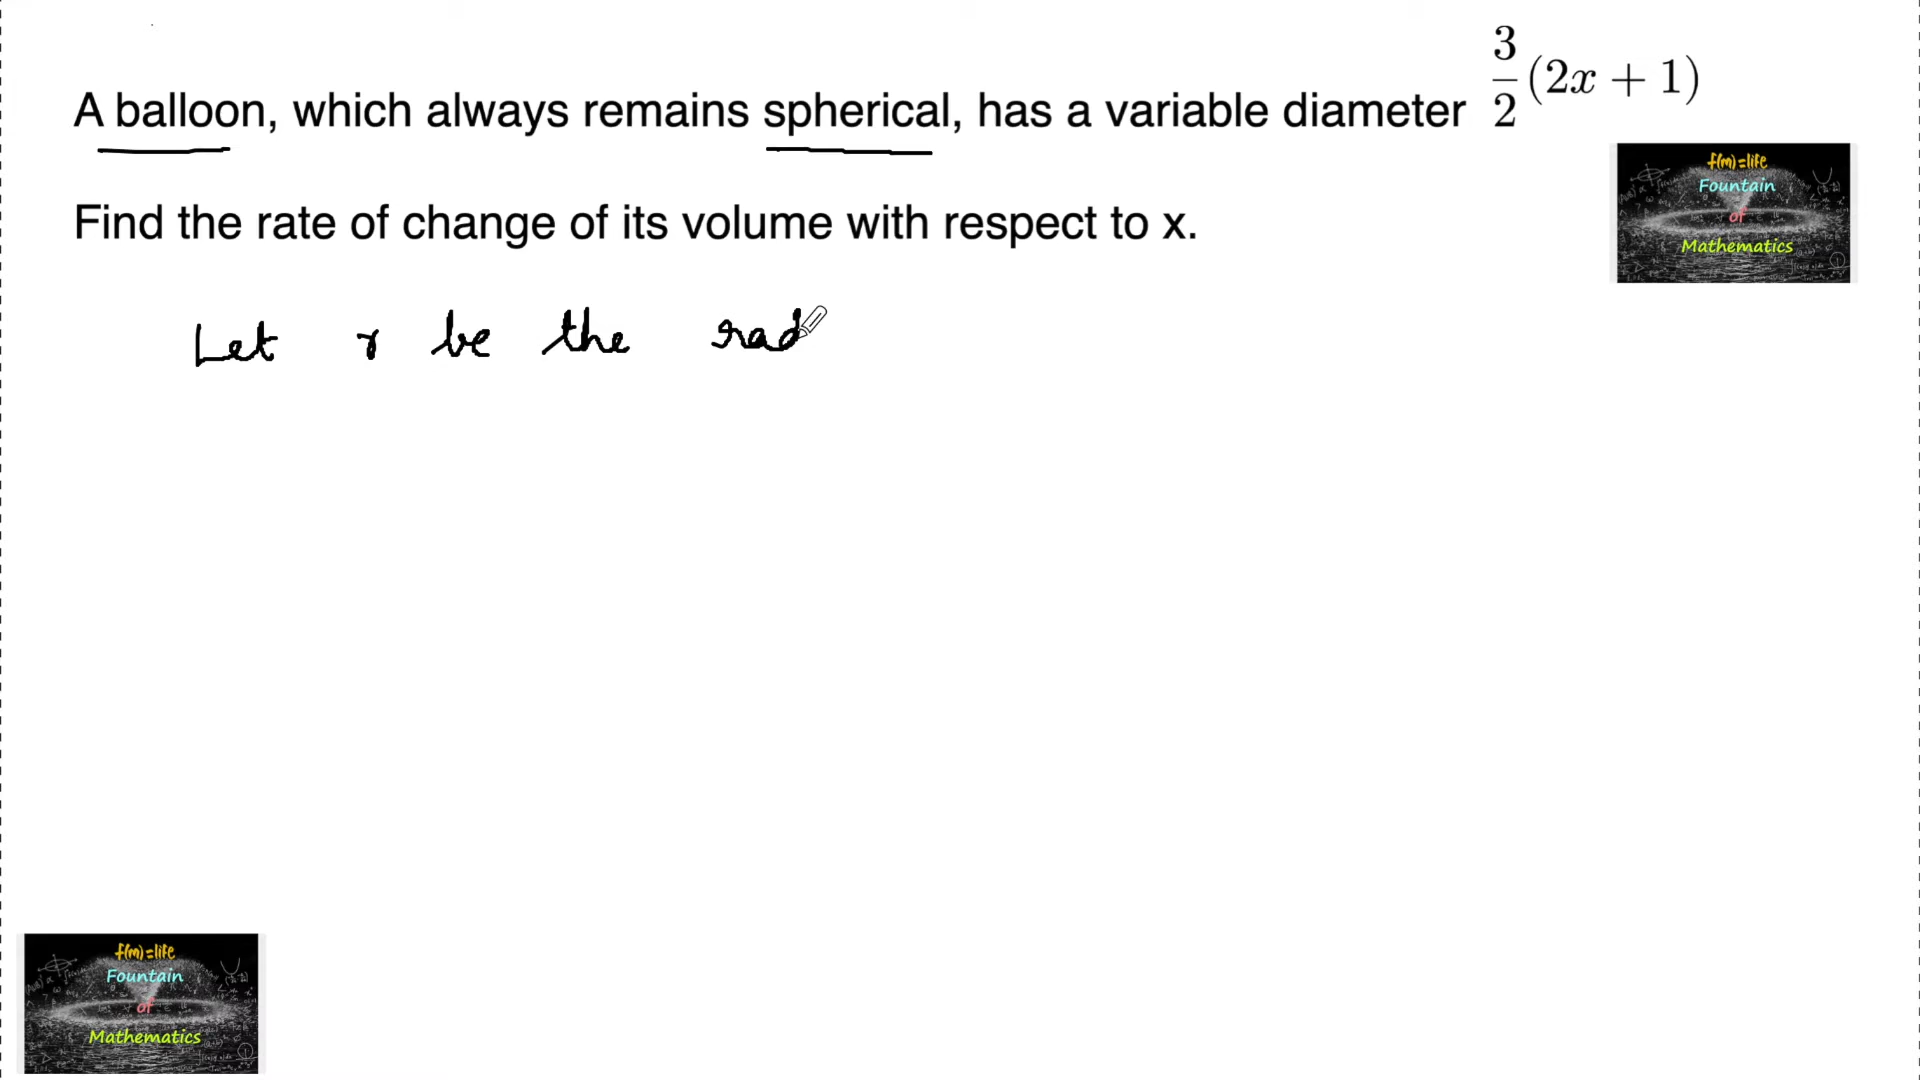 A balloon, which always remains spherical, has a variable diameter 3/2 (2x + 1)
f(m)=life
Fountain
of
Mathematics
Find the rate of change of its volume with respect to x.
Let r be the rad
f(m)=life
Fountain
of
Mathematics